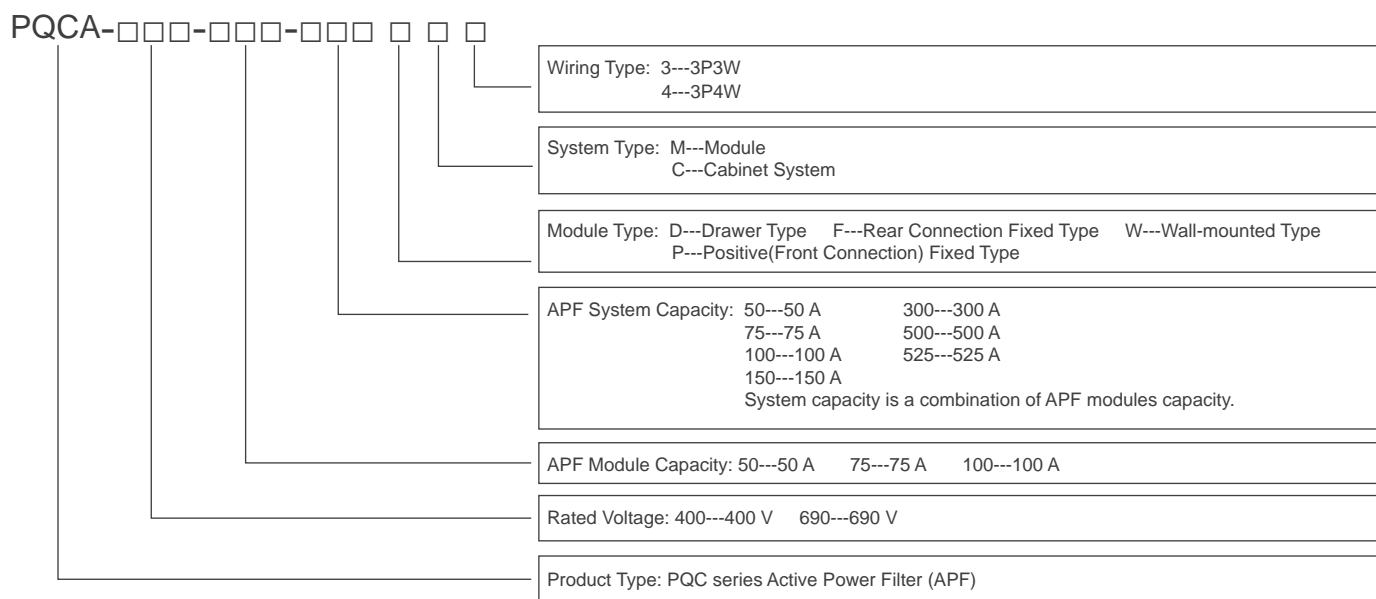 PQCA-□□□-□□□-□□□ □ □ □
Wiring Type: 3---3P3W
4---3P4W
System Type: M---Module
C---Cabinet System
Module Type: D---Drawer Type F---Rear Connection Fixed Type W---Wall-mounted Type
P---Positive(Front Connection) Fixed Type
APF System Capacity: 50---50 A 300---300 A
75---75 A 500---500 A
100---100 A 525---525 A
150---150 A
System capacity is a combination of APF modules capacity.
APF Module Capacity: 50---50 A 75---75 A 100---100 A
Rated Voltage: 400---400 V 690---690 V
Product Type: PQC series Active Power Filter (APF)